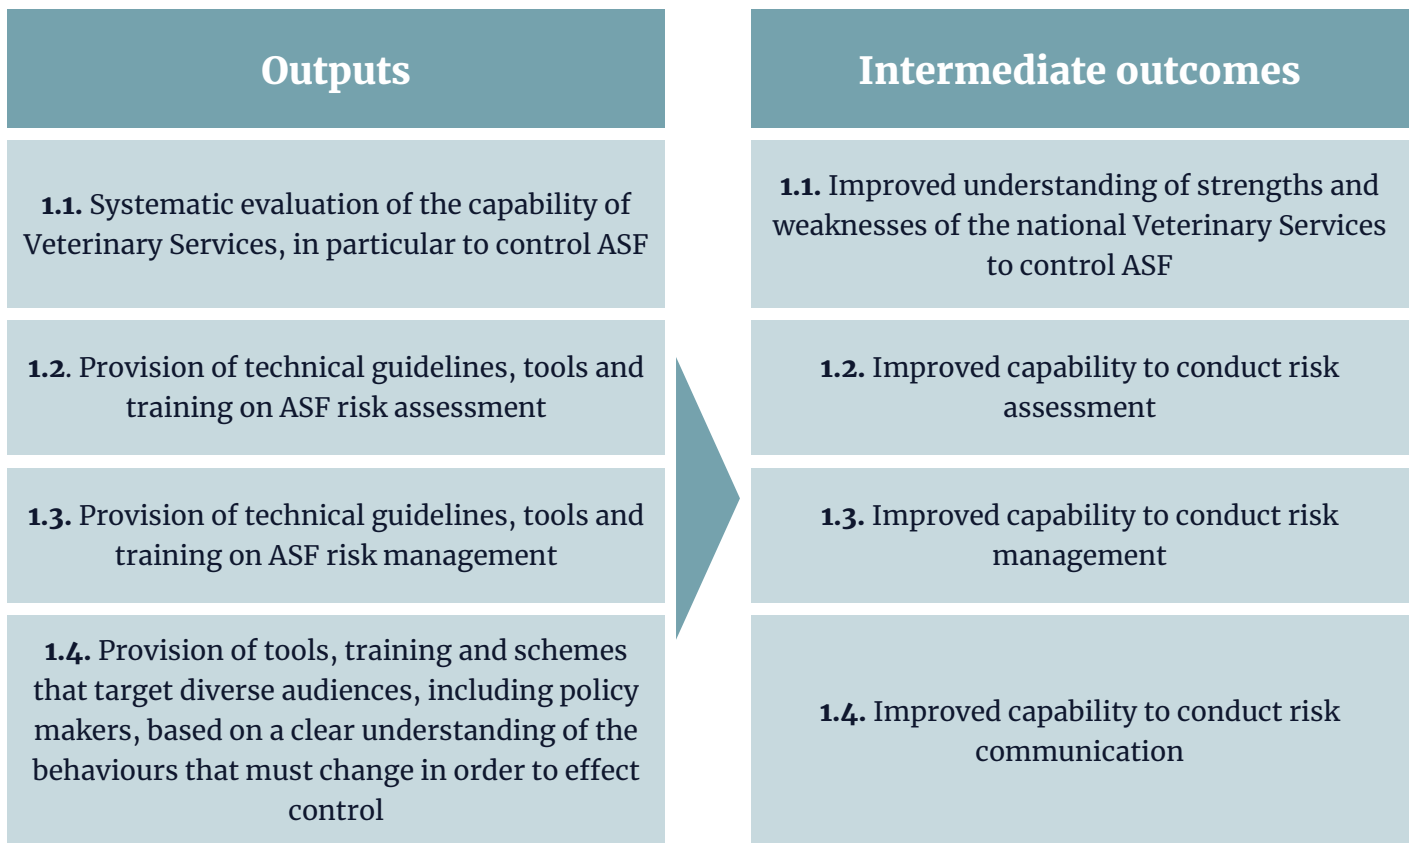 Outputs
1.1. Systematic evaluation of the capability of
Veterinary Services, in particular to control ASF
1.2. Provision of technical guidelines, tools and
training on ASF risk assessment
1.3. Provision of technical guidelines, tools and
training on ASF risk management
1.4. Provision of tools, training and schemes
that target diverse audiences, including policy
makers, based on a clear understanding of the
behaviours that must change in order to effect
control
Intermediate outcomes
1.1. Improved understanding of strengths and
weaknesses of the national Veterinary Services
to control ASF
1.2. Improved capability to conduct risk
assessment
1.3. Improved capability to conduct risk
management
1.4. Improved capability to conduct risk
communication